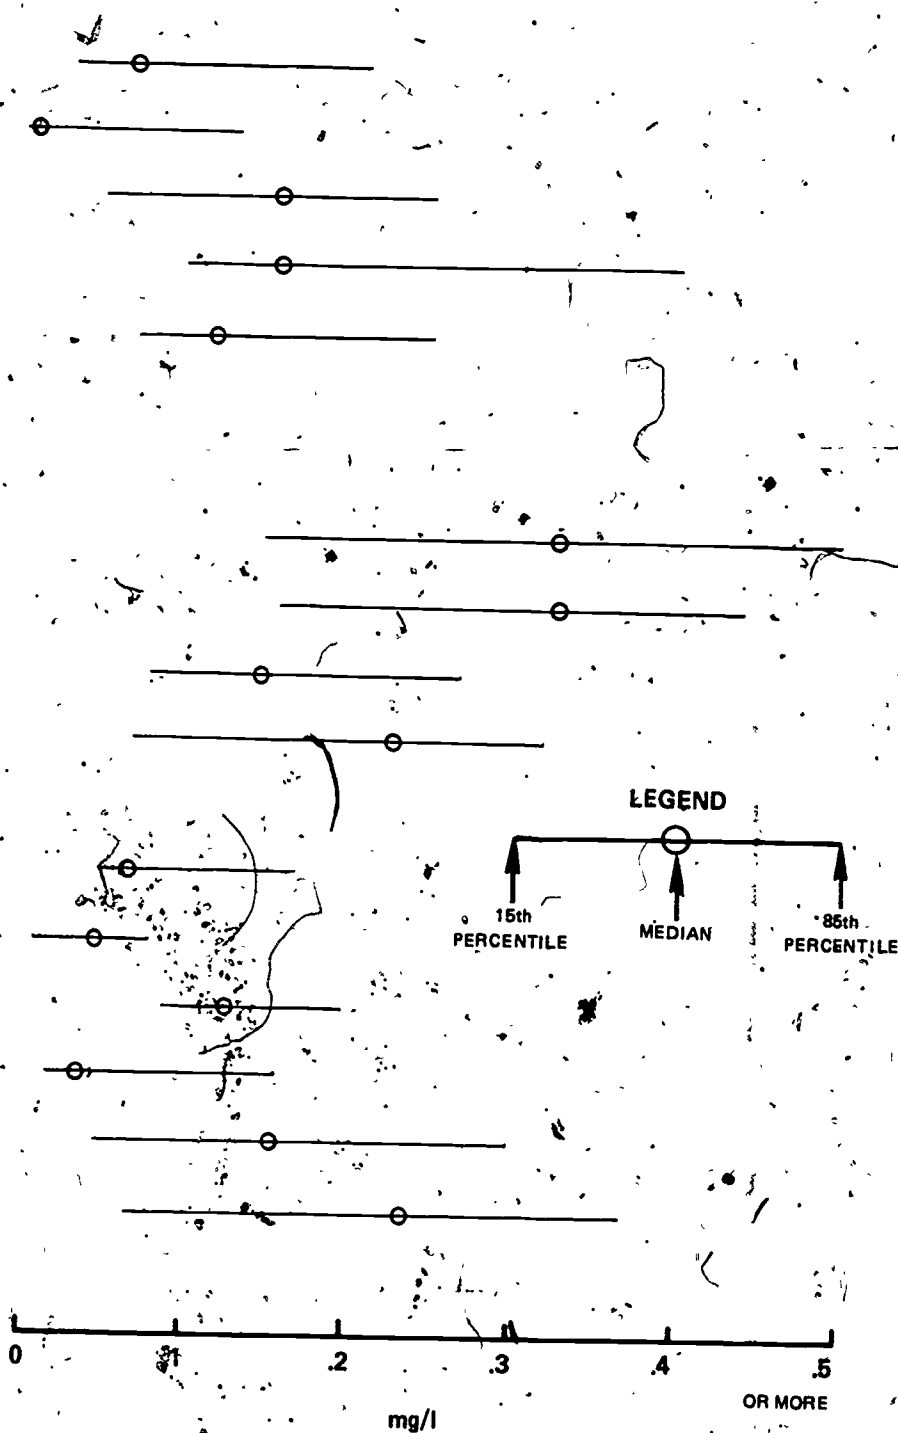 LEGEND
15th
PERCENTILE
MEDIAN
85th
PERCENTILE
0 .1 .2 .3 .4 .5
OR MORE
mg/l